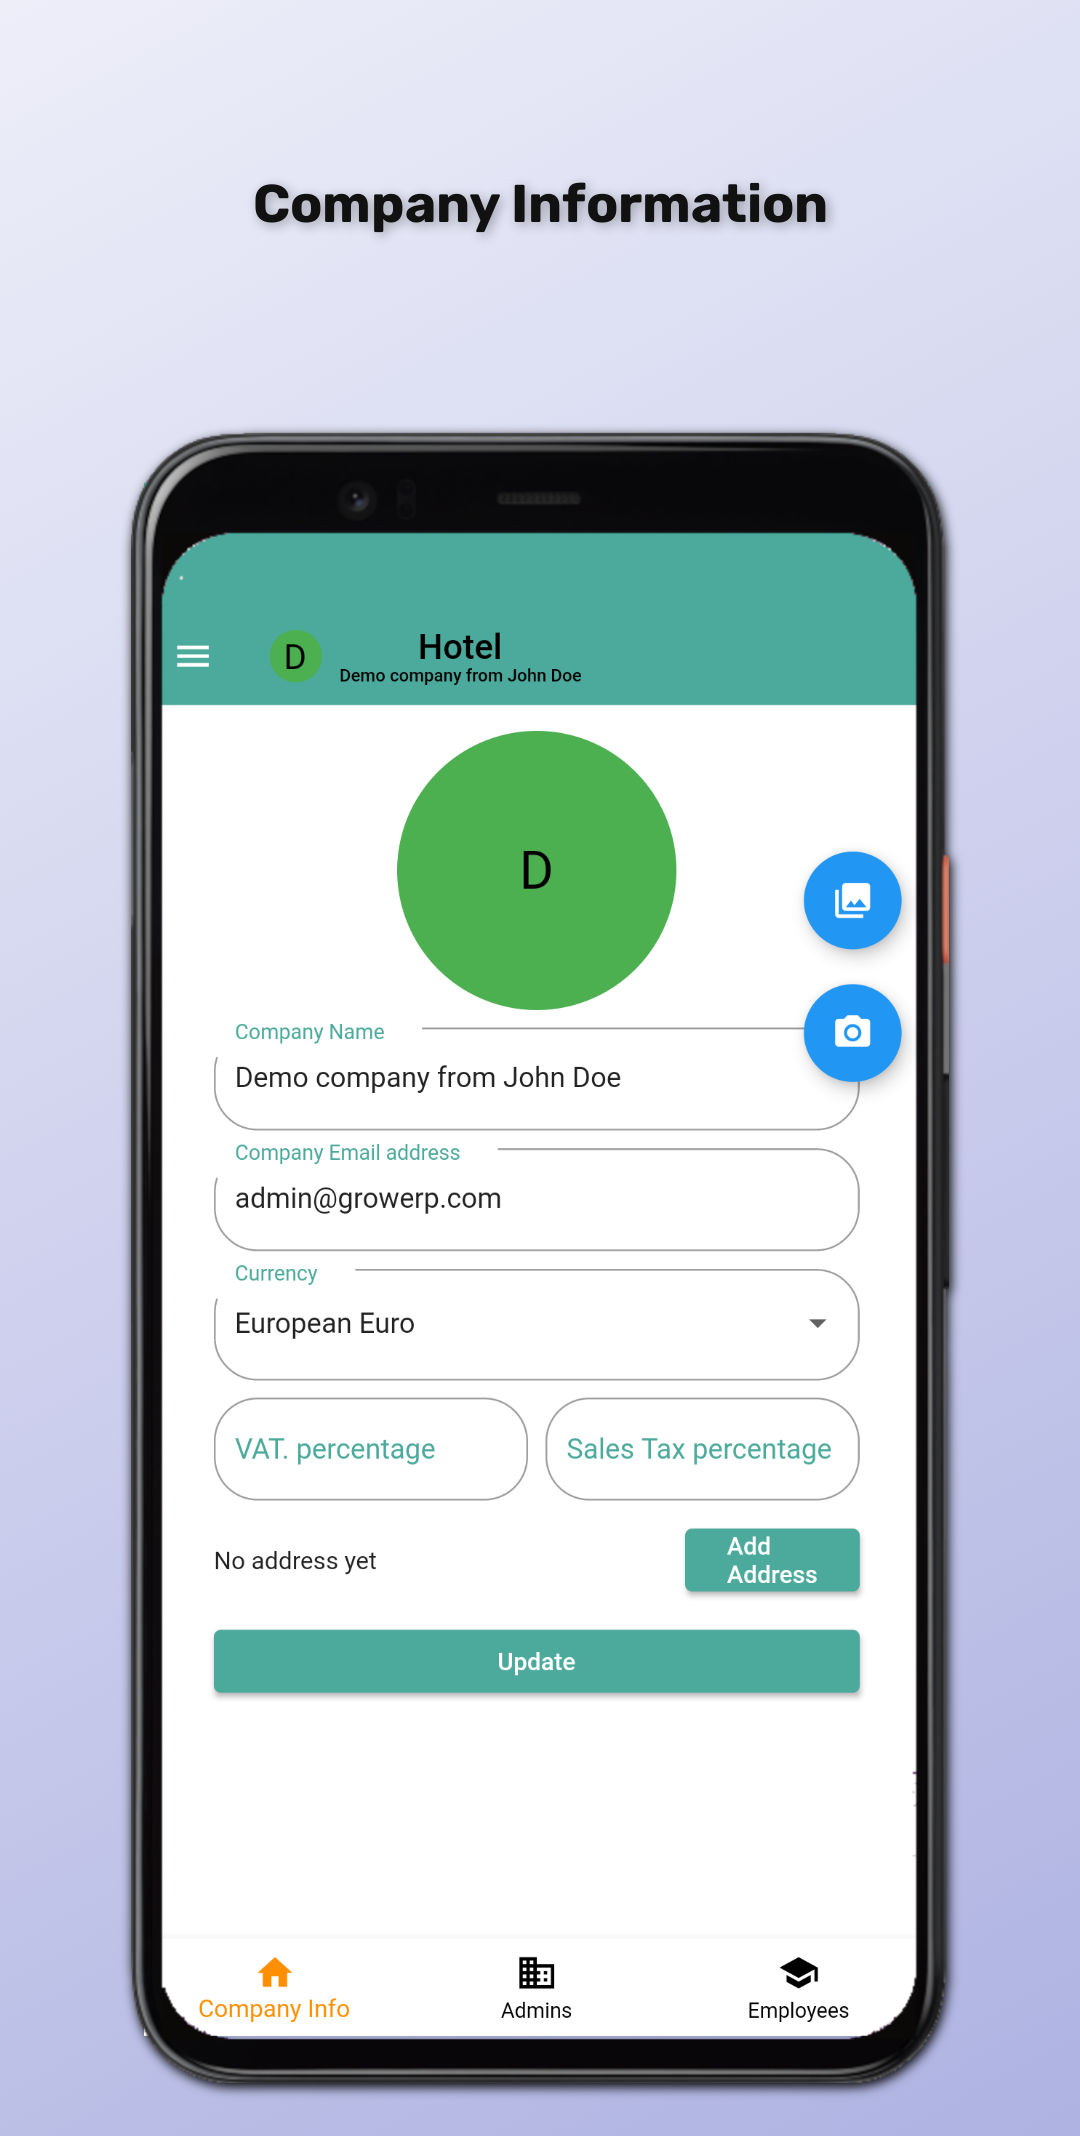 Company Information
D
Hotel
Demo company from John Doe
D
Company Name
Demo company from John Doe
Company Email address
admin@growerp.com
Currency
European Euro
VAT. percentage
Sales Tax percentage
No address yet
Add
Address
Update
Company Info
Admins
Employees